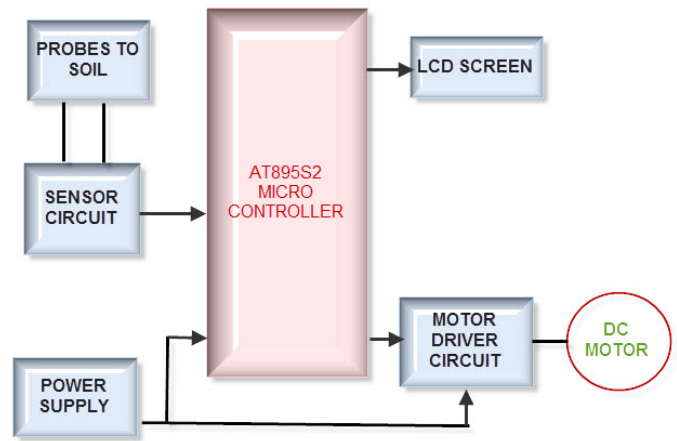 PROBES TO
SOIL
LCD SCREEN
AT895S2
MICRO
CONTROLLER
SENSOR
CIRCUIT
MOTOR
DRIVER
CIRCUIT
DC
MOTOR
POWER
SUPPLY